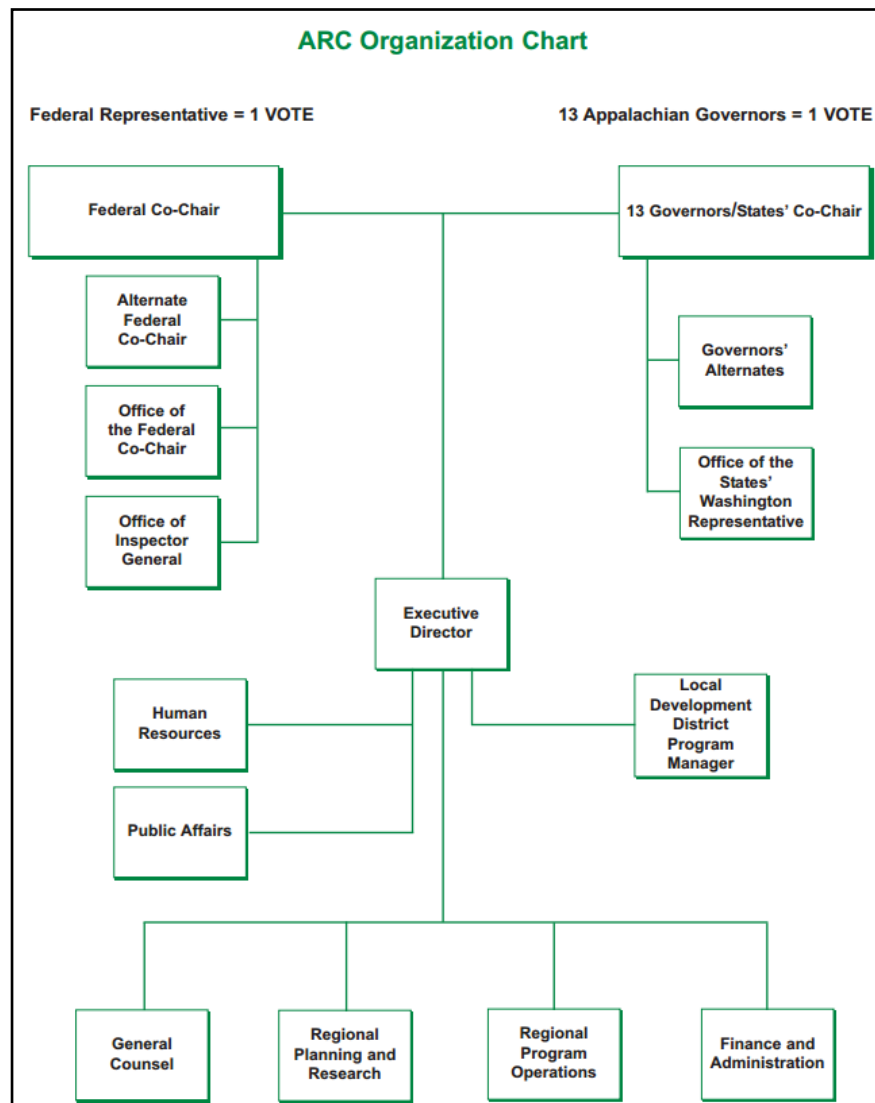 ARC Organization Chart
Federal Representative = 1 VOTE
13 Appalachian Governors = 1 VOTE
Federal Co-Chair
13 Governors/States’ Co-Chair
Alternate
Federal
Co-Chair
Governors’
Alternates
Office of
the Federal
Co-Chair
Office of the
States’
Washington
Representative
Office of
Inspector
General
Executive
Director
Human
Resources
Local
Development
District
Program
Manager
Public Affairs
General
Counsel
Regional
Planning and
Research
Regional
Program
Operations
Finance and
Administration